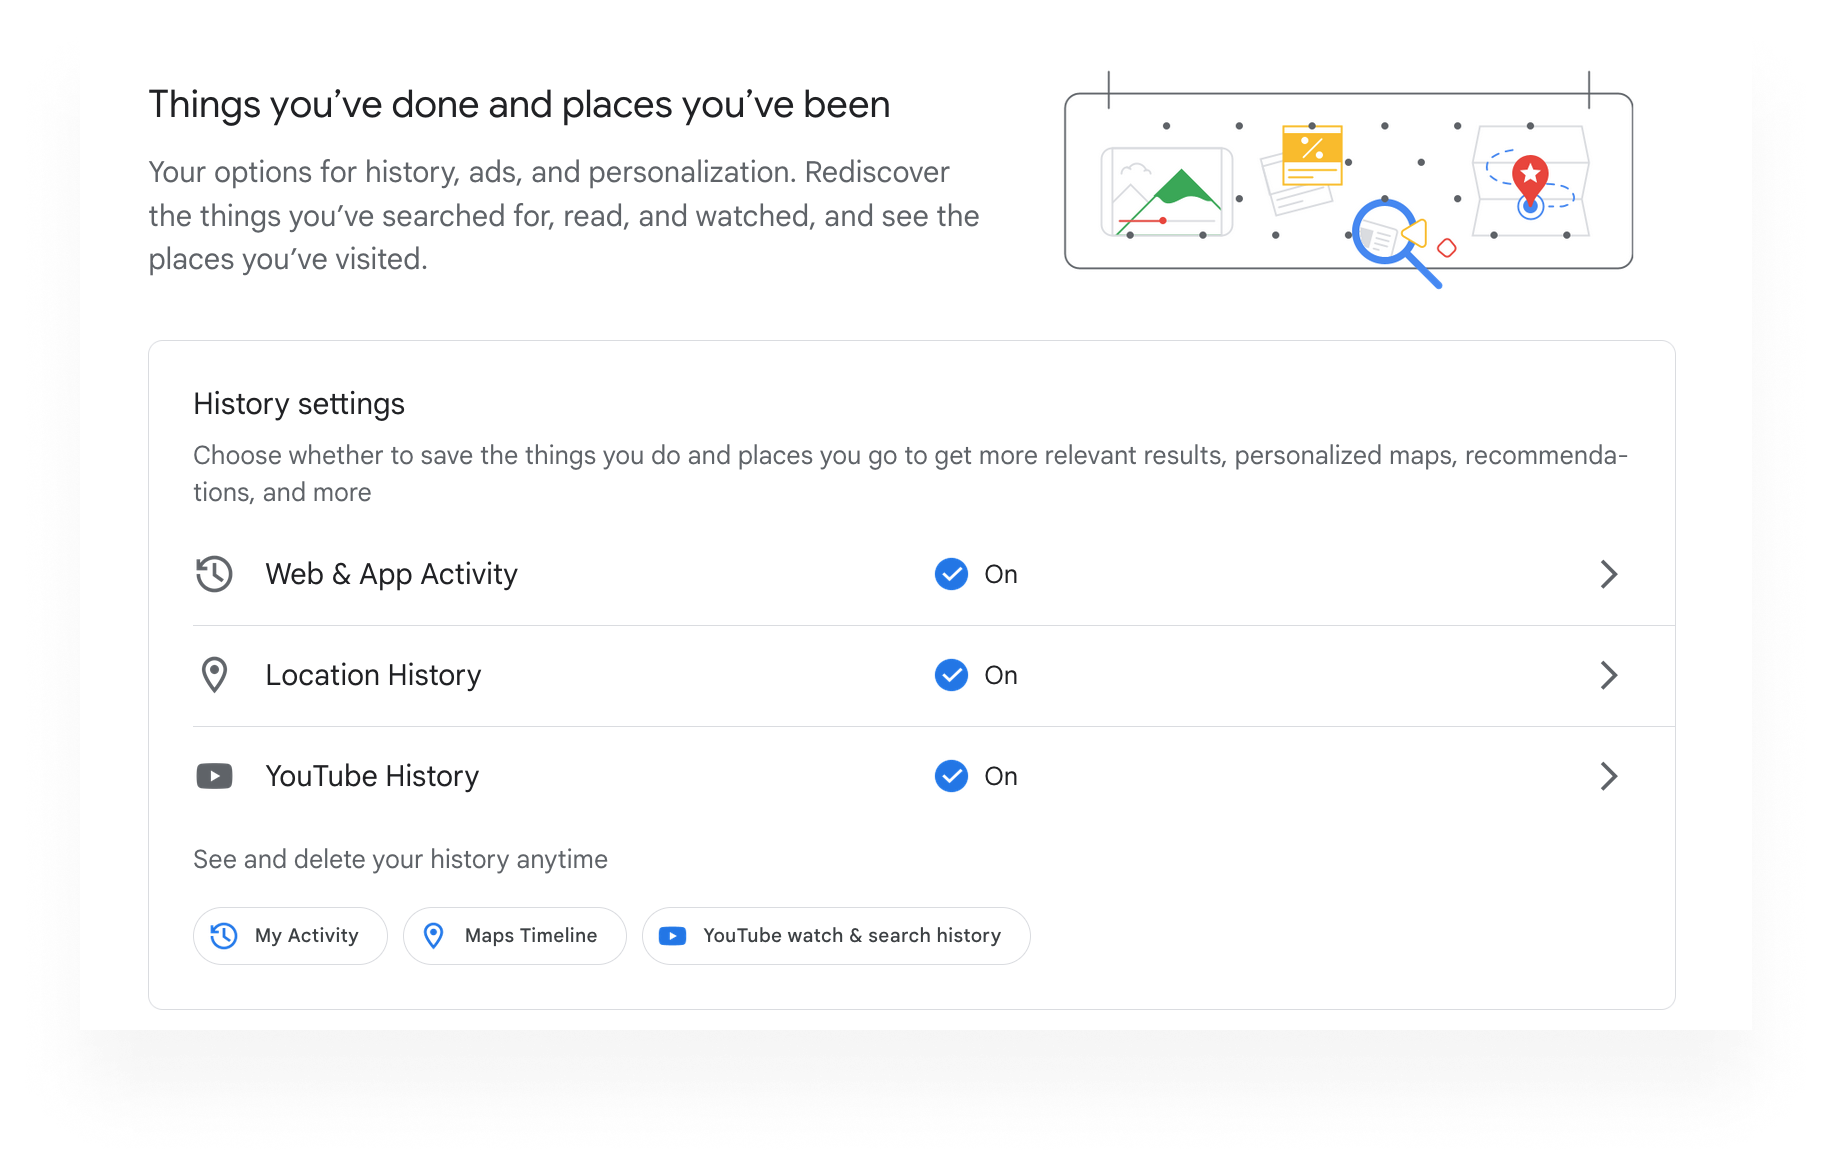 Things you’ve done and places you’ve been
Your options for history, ads, and personalization. Rediscover
the things you’ve searched for, read, and watched, and see the
places you’ve visited.
%
History settings
Choose whether to save the things you do and places you go to get more relevant results, personalized maps, recommenda-
tions, and more
Web & App Activity On
Location History On
YouTube History On
See and delete your history anytime
My Activity Maps Timeline YouTube watch & search history